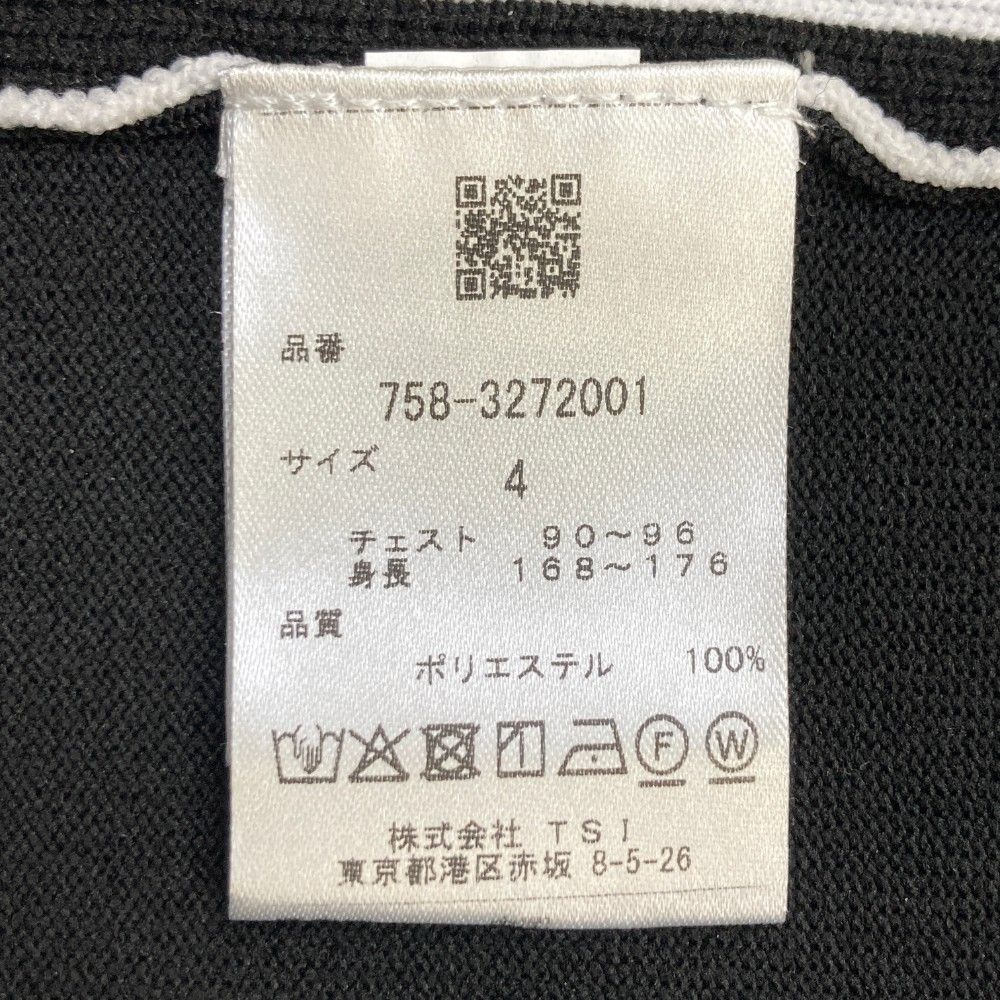 品番
758-3272001
サイズ
4
チェスト 90～96
身長 168～176
品質
ポリエステル 100%
F W
株式会社 TSI
東京都港区赤坂 8-5-26